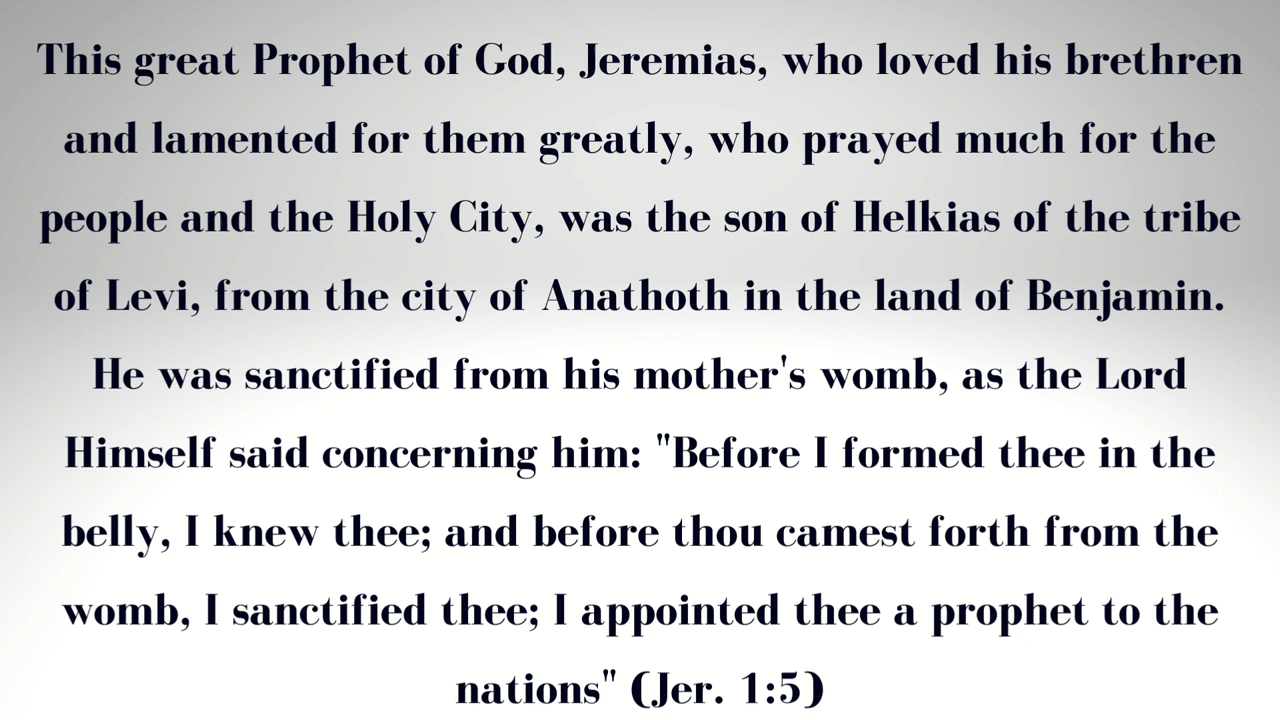 This great Prophet of God, Jeremias, who loved his brethren
and lamented for them greatly, who prayed much for the
people and the Holy City, was the son of Helkias of the tribe
of Levi, from the city of Anathoth in the land of Benjamin.
He was sanctified from his mother's womb, as the Lord
Himself said concerning him: "Before I formed thee in the
belly, I knew thee; and before thou camest forth from the
womb, I sanctified thee; I appointed thee a prophet to the
nations" (Jer. 1:5)